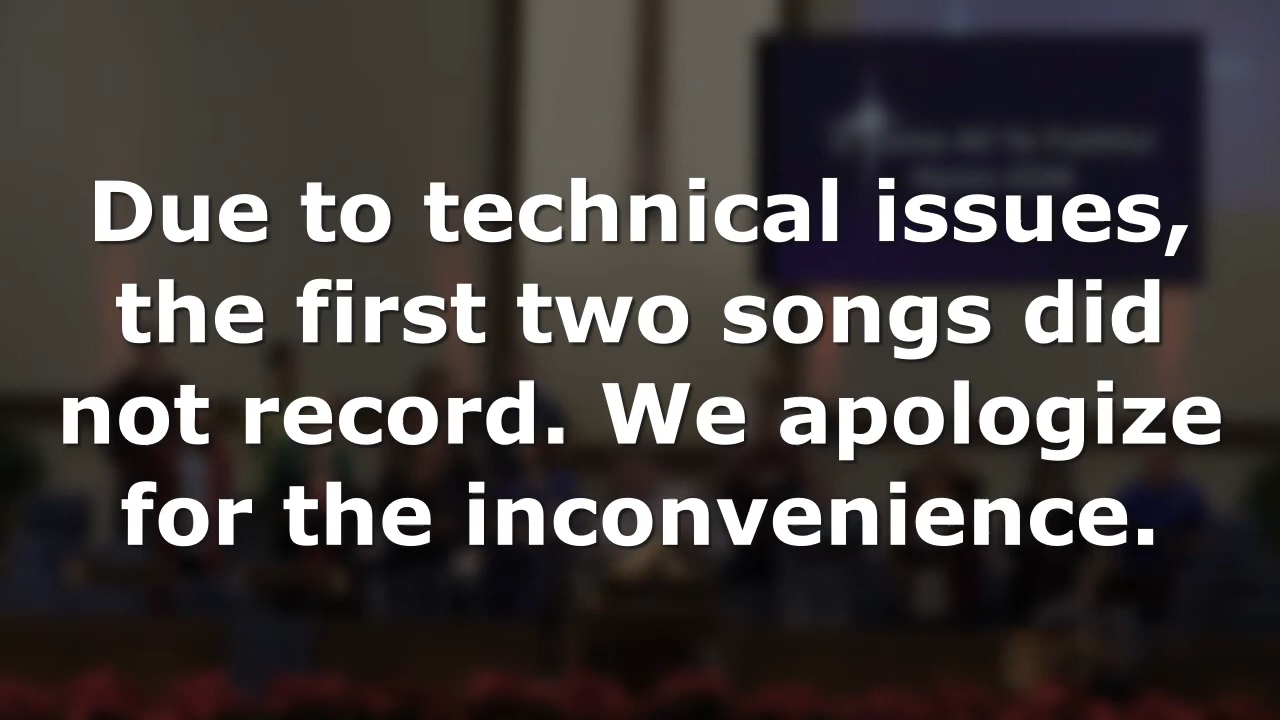 Due to technical issues,
the first two songs did
not record. We apologize
for the inconvenience.